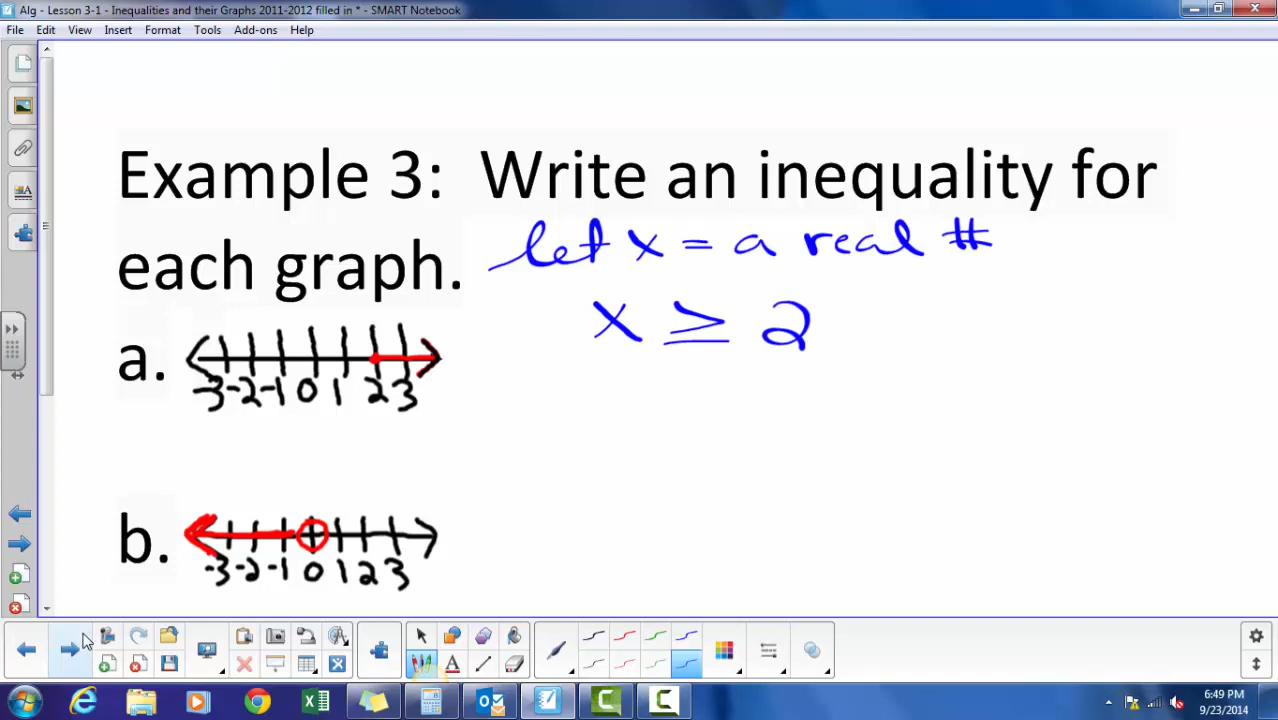 Alg - Lesson 3-1 - Inequalities and their Graphs 2011-2012 filled in * - SMART Notebook
File Edit View Insert Format Tools Add-ons Help
Example 3: Write an inequality for
let x = a real #
each graph.
x ≥ 2
a.
-3 -2 -1 0 1 2 3
b.
-3 -2 -1 0 1 2 3
6:49 PM
9/23/2014